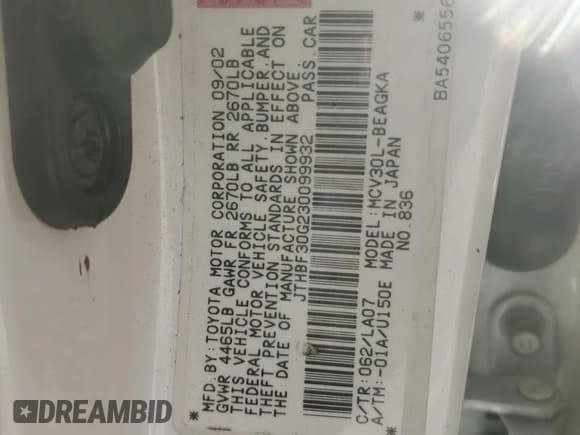 MFD.BY:TOYOTA MOTOR CORPORATION 09/02
GVWR 4465LB GAWR FR 2670LB RR 2670LB
THIS VEHICLE CONFORMS TO ALL APPLICABLE
FEDERAL MOTOR VEHICLE SAFETY,BUMPER,AND
THEFT PREVENTION STANDARDS IN EFFECT ON
THE DATE OF MANUFACTURE SHOWN ABOVE.
JTHBF30G230099932 PASS.CAR
C/TR:062/LA07 MODEL:MCV30L-BEAGKA
A/TM:-01A/U150E MADE IN JAPAN
NO.836
* *
BA5406556
DREAMBID